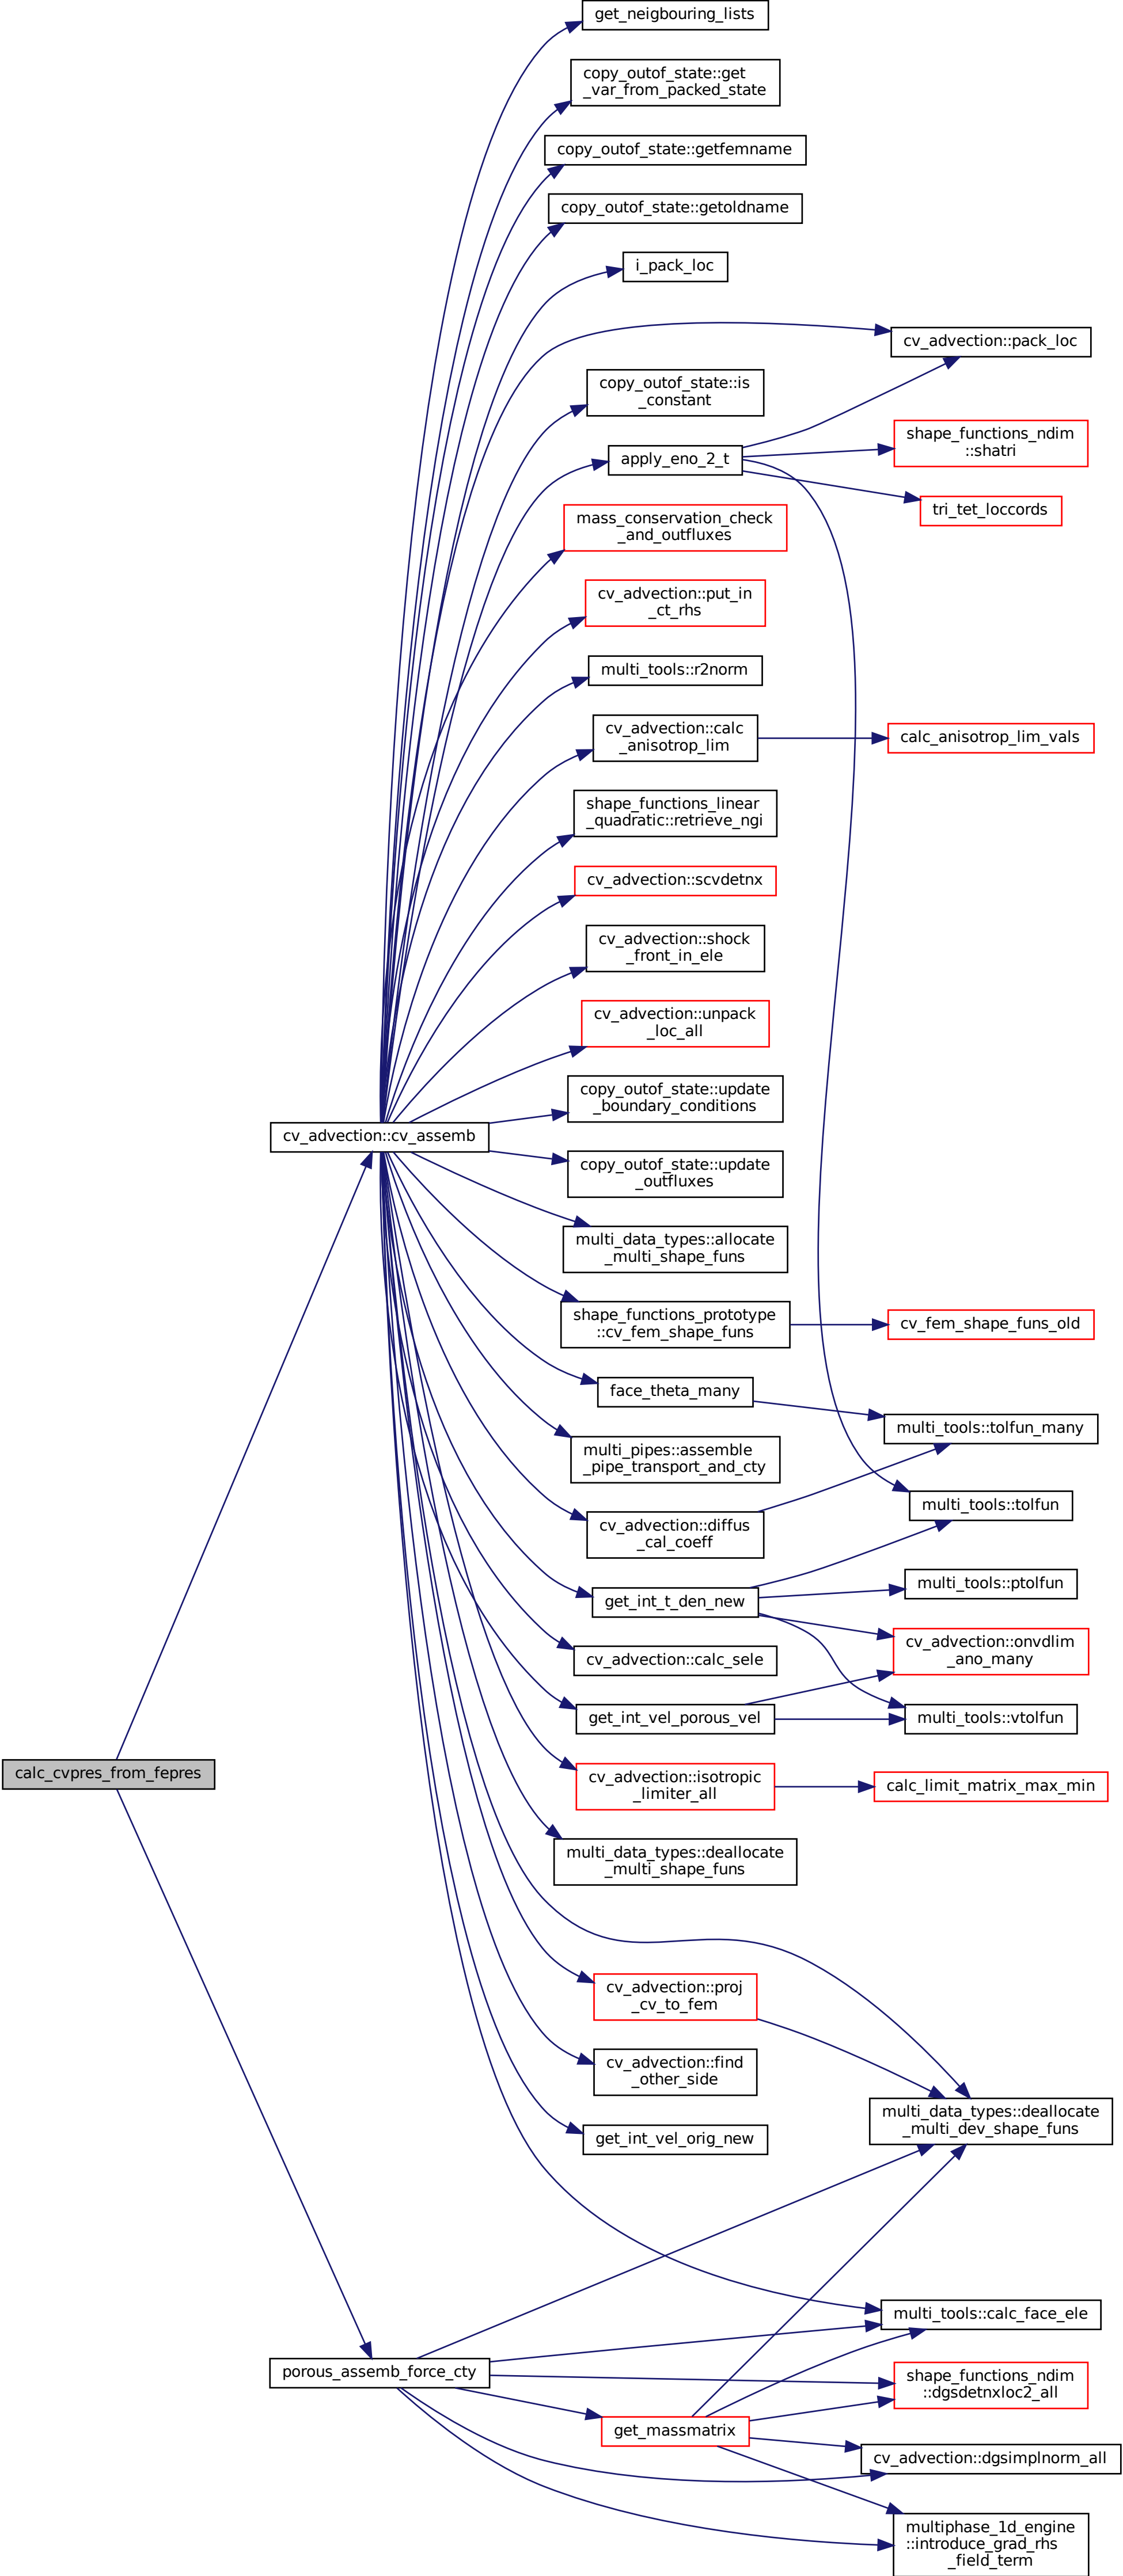 get_neigbouring_lists
copy_outof_state::get
_var_from_packed_state
copy_outof_state::getfemname
copy_outof_state::getoldname
i_pack_loc
cv_advection::pack_loc
copy_outof_state::is
_constant
apply_eno_2_t
shape_functions_ndim
::shatri
tri_tet_loccords
mass_conservation_check
_and_outfluxes
cv_advection::put_in
_ct_rhs
multi_tools::r2norm
cv_advection::calc
_anisotrop_lim
calc_anisotrop_lim_vals
shape_functions_linear
_quadratic::retrieve_ngi
cv_advection::scvdetnx
cv_advection::shock
_front_in_ele
cv_advection::unpack
_loc_all
copy_outof_state::update
_boundary_conditions
cv_advection::cv_assemb
copy_outof_state::update
_outfluxes
multi_data_types::allocate
_multi_shape_funs
shape_functions_prototype
::cv_fem_shape_funs
cv_fem_shape_funs_old
face_theta_many
multi_tools::tolfun_many
multi_pipes::assemble
_pipe_transport_and_cty
multi_tools::tolfun
cv_advection::diffus
_cal_coeff
multi_tools::ptolfun
get_int_t_den_new
cv_advection::onvdlim
_ano_many
cv_advection::calc_sele
get_int_vel_porous_vel
multi_tools::vtolfun
calc_cvpres_from_fepres
cv_advection::isotropic
_limiter_all
calc_limit_matrix_max_min
multi_data_types::deallocate
_multi_shape_funs
cv_advection::proj
_cv_to_fem
cv_advection::find
_other_side
multi_data_types::deallocate
_multi_dev_shape_funs
get_int_vel_orig_new
multi_tools::calc_face_ele
porous_assemb_force_cty
shape_functions_ndim
::dgsdetnxloc2_all
get_massmatrix
cv_advection::dgsimplnorm_all
multiphase_1d_engine
::introduce_grad_rhs
_field_term